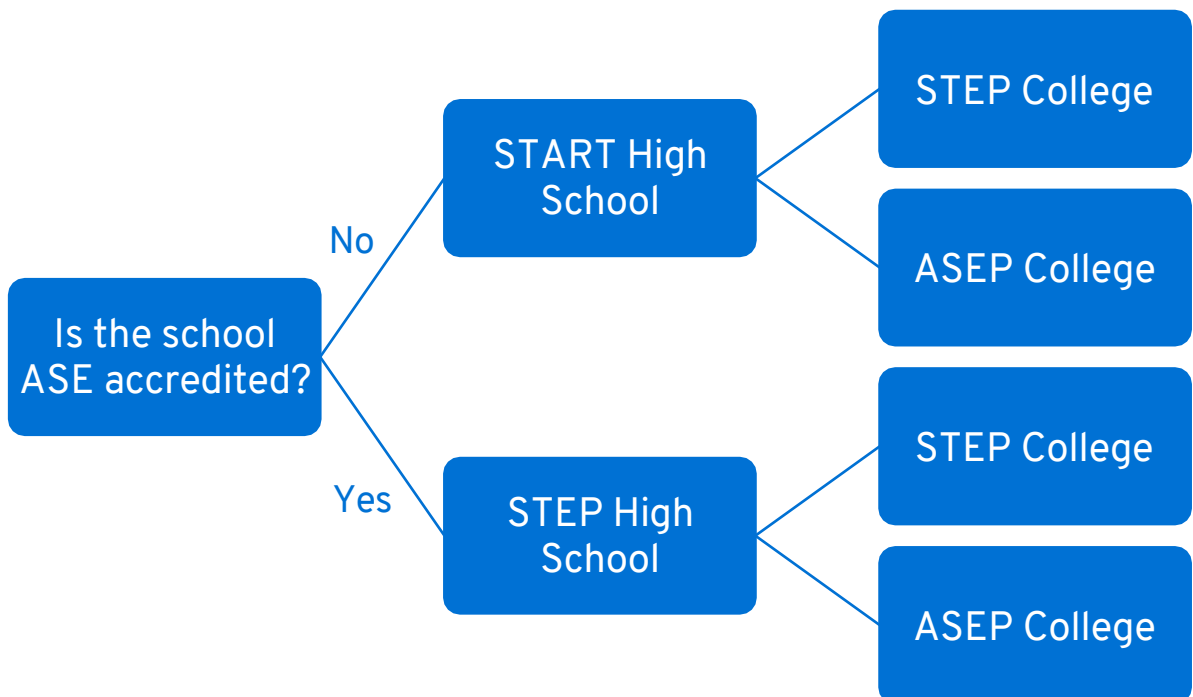 Is the school
ASE accredited?
No
START High
School
STEP College
ASEP College
Yes
STEP High
School
STEP College
ASEP College